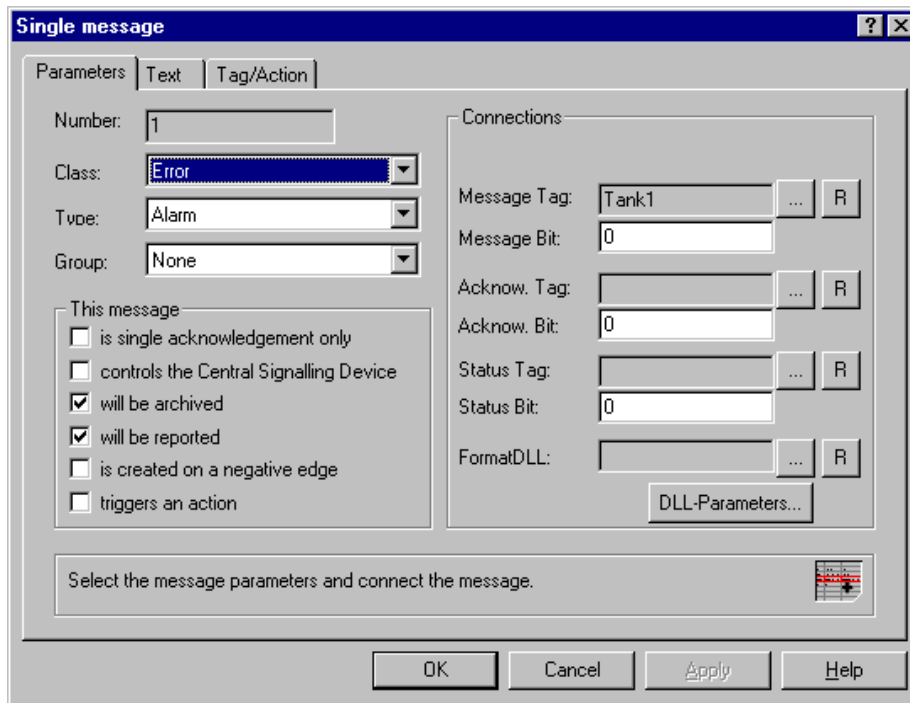 Single message
Parameters Text Tag/Action
Number: 1
Class: Error
Type: Alarm
Group: None
This message
is single acknowledgement only
controls the Central Signalling Device
will be archived
will be reported
is created on a negative edge
triggers an action
Connections
Message Tag: Tank1 ... R
Message Bit: 0
Acknow. Tag: ... R
Acknow. Bit: 0
Status Tag: ... R
Status Bit: 0
FormatDLL: ... R
DLL-Parameters...
Select the message parameters and connect the message.
OK Cancel Apply Help